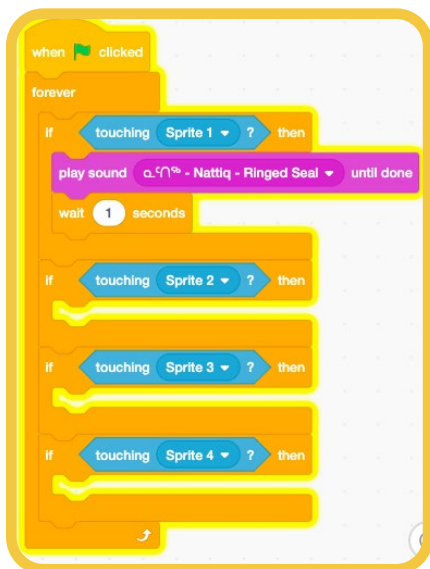 when clicked
forever
if touching Sprite 1 ? then
play sound ᓇᑦᑎᖅ - Nattiq - Ringed Seal until done
wait 1 seconds
if touching Sprite 2 ? then
if touching Sprite 3 ? then
if touching Sprite 4 ? then